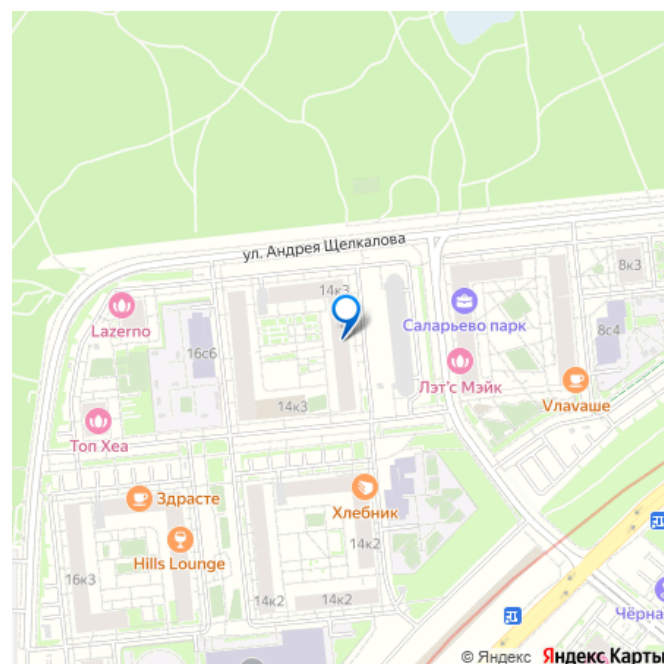 ул. Андрея Щелкалова
8к3
14к3
Lazerno
Саларьево парк
8с4
16с6
Лэт'с Мэйк
Vлаvаше
14к3
Топ Хеа
Здрасте
Хлебник
Hills Lounge
14к2
16к3
14к2
14к2
Чёрна
© Яндекс Яндекс Карты